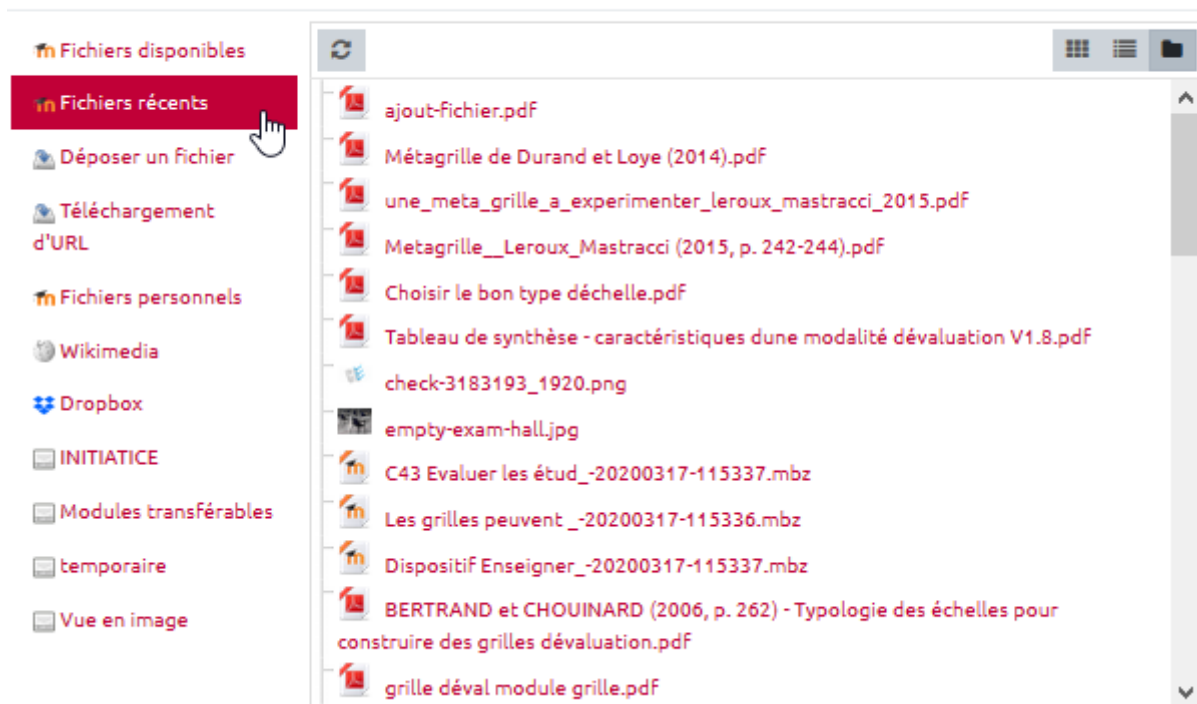 Fichiers disponibles
Fichiers récents
Déposer un fichier
Téléchargement
d'URL
Fichiers personnels
Wikimedia
Dropbox
INITIATICE
Modules transférables
temporaire
Vue en image
ajout-fichier.pdf
Métagrille de Durand et Loye (2014).pdf
une_meta_grille_a_experimenter_leroux_mastracci_2015.pdf
Metagrille__Leroux_Mastracci (2015, p. 242-244).pdf
Choisir le bon type déchelle.pdf
Tableau de synthèse - caractéristiques dune modalité dévaluation V1.8.pdf
check-3183193_1920.png
empty-exam-hall.jpg
C43 Evaluer les étud_-20200317-115337.mbz
Les grilles peuvent _-20200317-115336.mbz
Dispositif Enseigner_-20200317-115337.mbz
BERTRAND et CHOUINARD (2006, p. 262) - Typologie des échelles pour
construire des grilles dévaluation.pdf
grille déval module grille.pdf